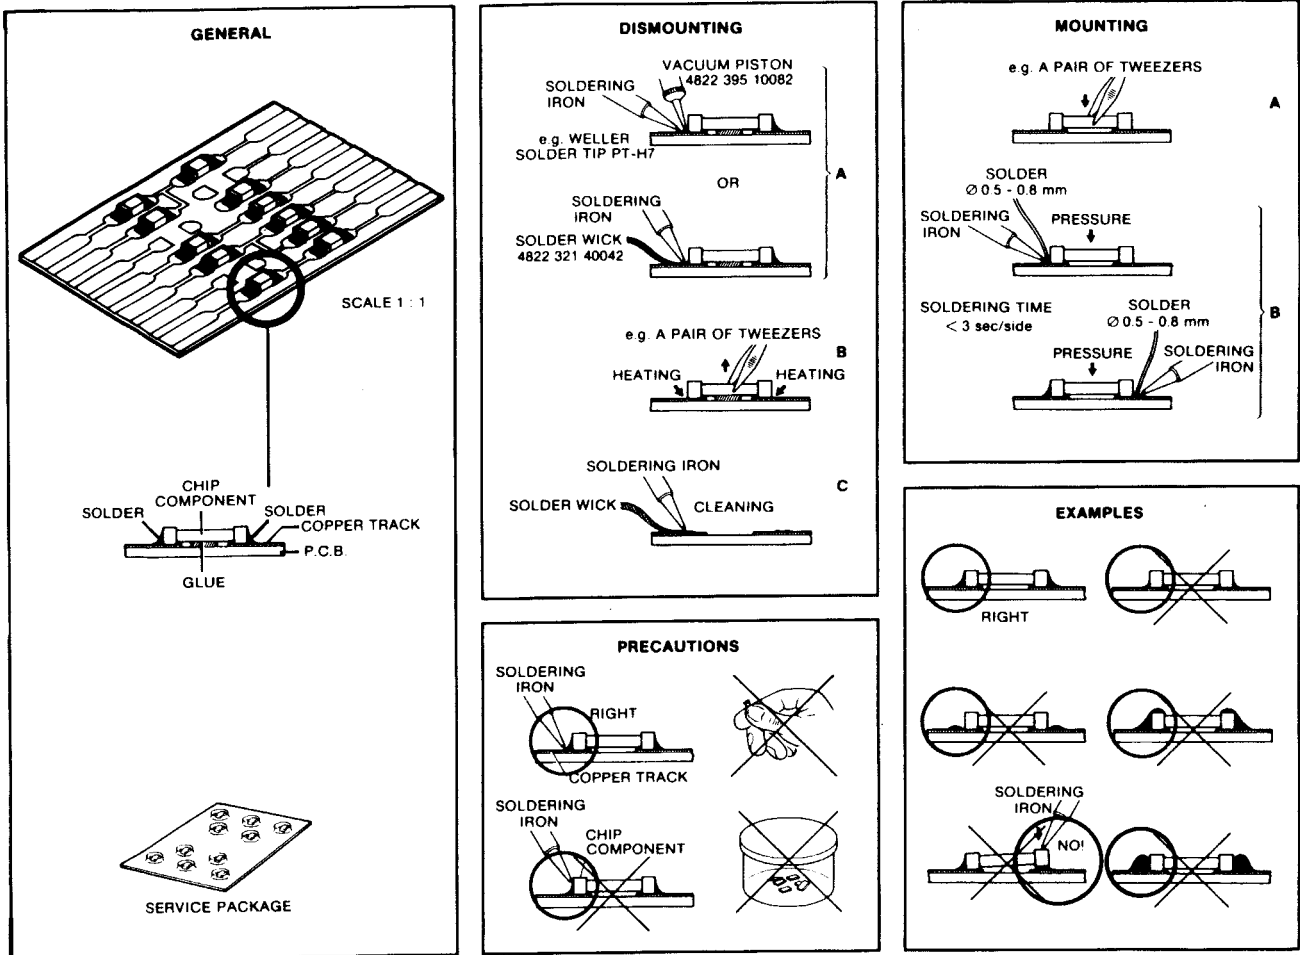 GENERAL
SCALE 1 : 1
CHIP
COMPONENT
SOLDER
SOLDER
COPPER TRACK
P.C.B.
GLUE
SERVICE PACKAGE
DISMOUNTING
VACUUM PISTON
4822 395 10082
SOLDERING
IRON
e.g. WELLER
SOLDER TIP PT-H7
A
OR
SOLDERING
IRON
SOLDER WICK
4822 321 40042
e.g. A PAIR OF TWEEZERS
B
HEATING
HEATING
C
SOLDERING IRON
SOLDER WICK
CLEANING
PRECAUTIONS
SOLDERING
IRON
RIGHT
COPPER TRACK
SOLDERING
IRON
CHIP
COMPONENT
MOUNTING
e.g. A PAIR OF TWEEZERS
A
SOLDER
Ø 0.5 - 0.8 mm
SOLDERING
IRON
PRESSURE
SOLDERING TIME
< 3 sec/side
SOLDER
Ø 0.5 - 0.8 mm
B
PRESSURE
SOLDERING
IRON
EXAMPLES
RIGHT
SOLDERING
IRON
NO!